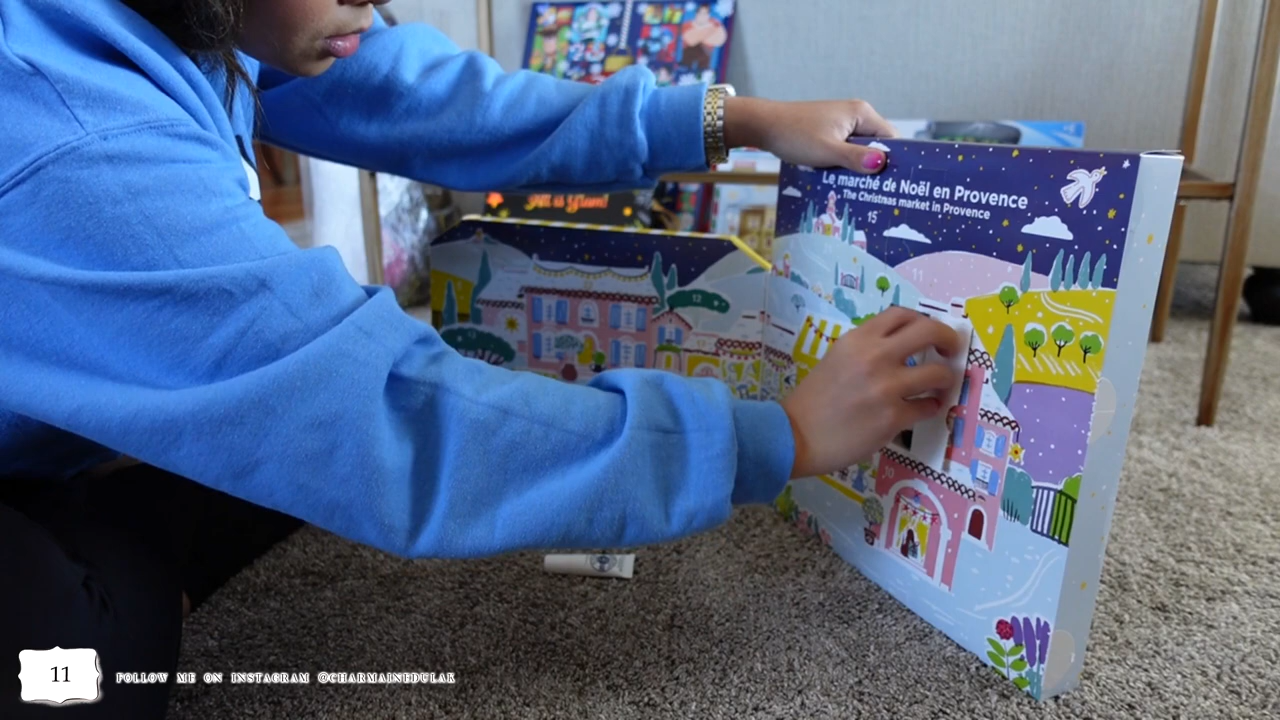 Le marché de Noël en Provence
The Christmas market in Provence
15
11
12
10
11
FOLLOW ME ON INSTAGRAM @CHARMAINEDULAK